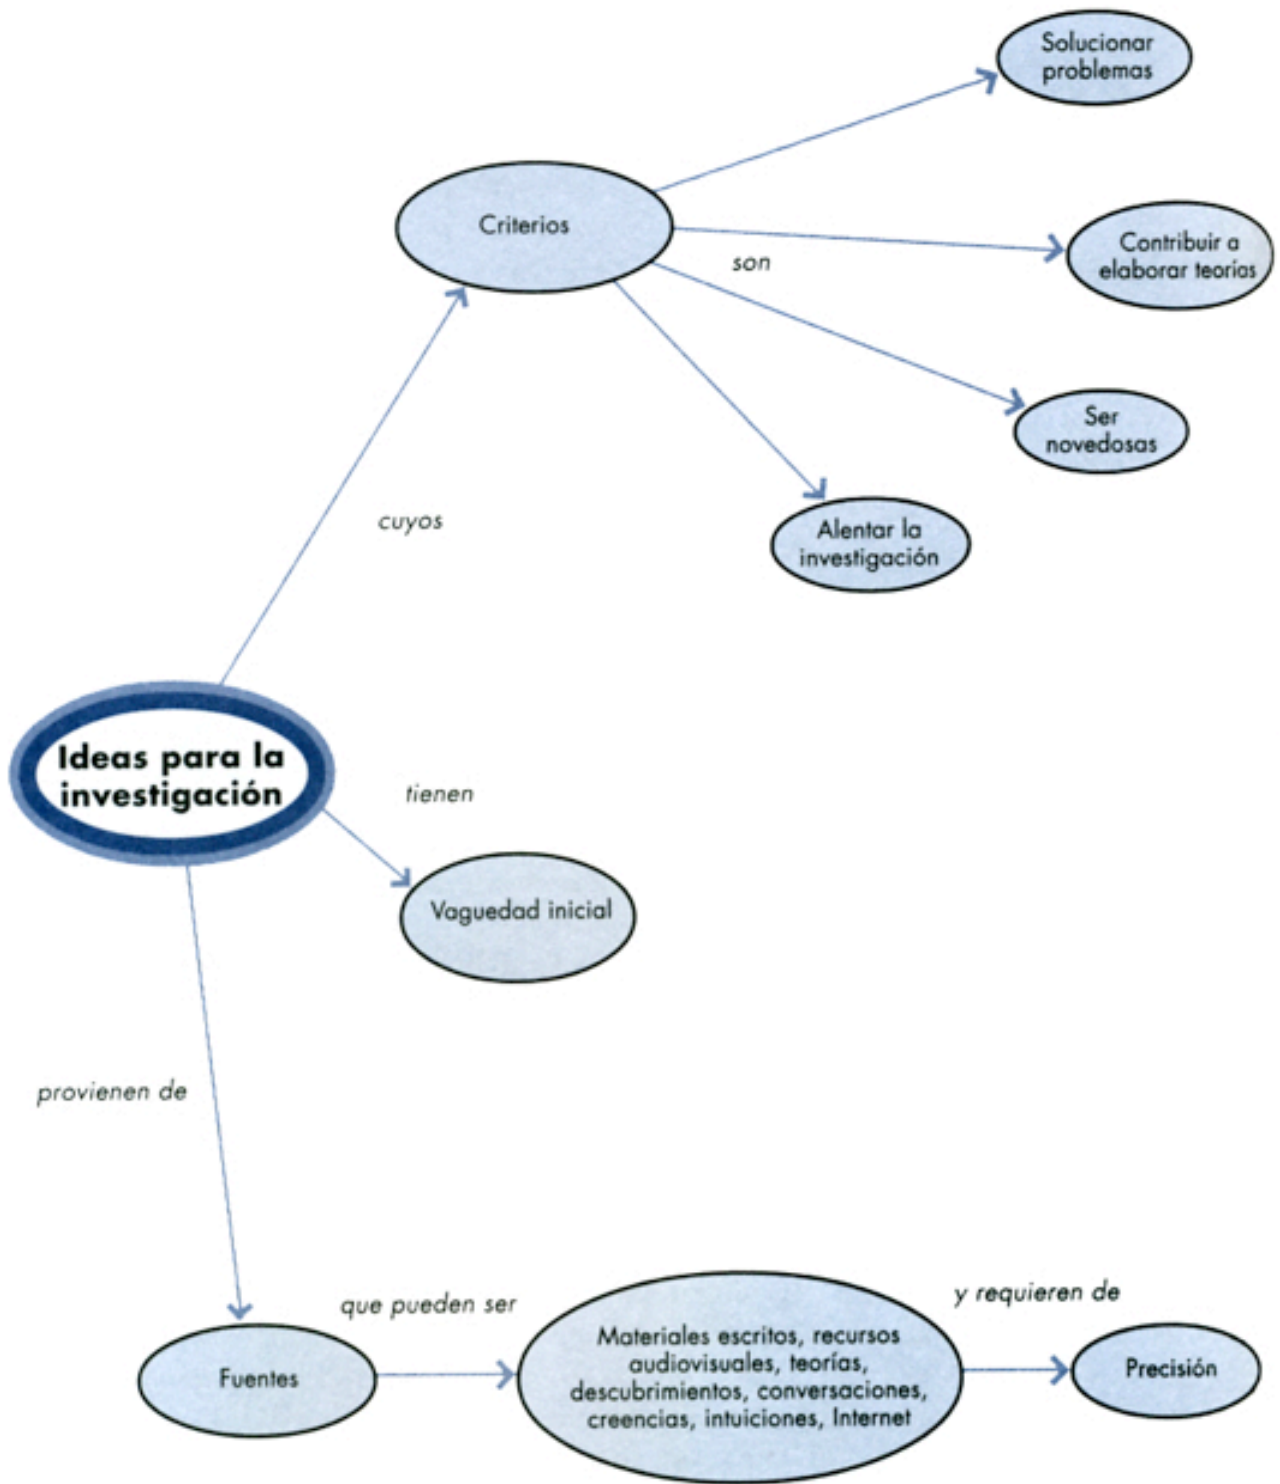 Solucionar
problemas
Criterios
Contribuir a
elaborar teorías
son
Ser
novedosas
cuyos
Alentar la
investigación
Ideas para la
investigación
tienen
Vaguedad inicial
provienen de
que pueden ser
y requieren de
Fuentes
Materiales escritos, recursos
audiovisuales, teorías,
descubrimientos, conversaciones,
creencias, intuiciones, Internet
Precisión